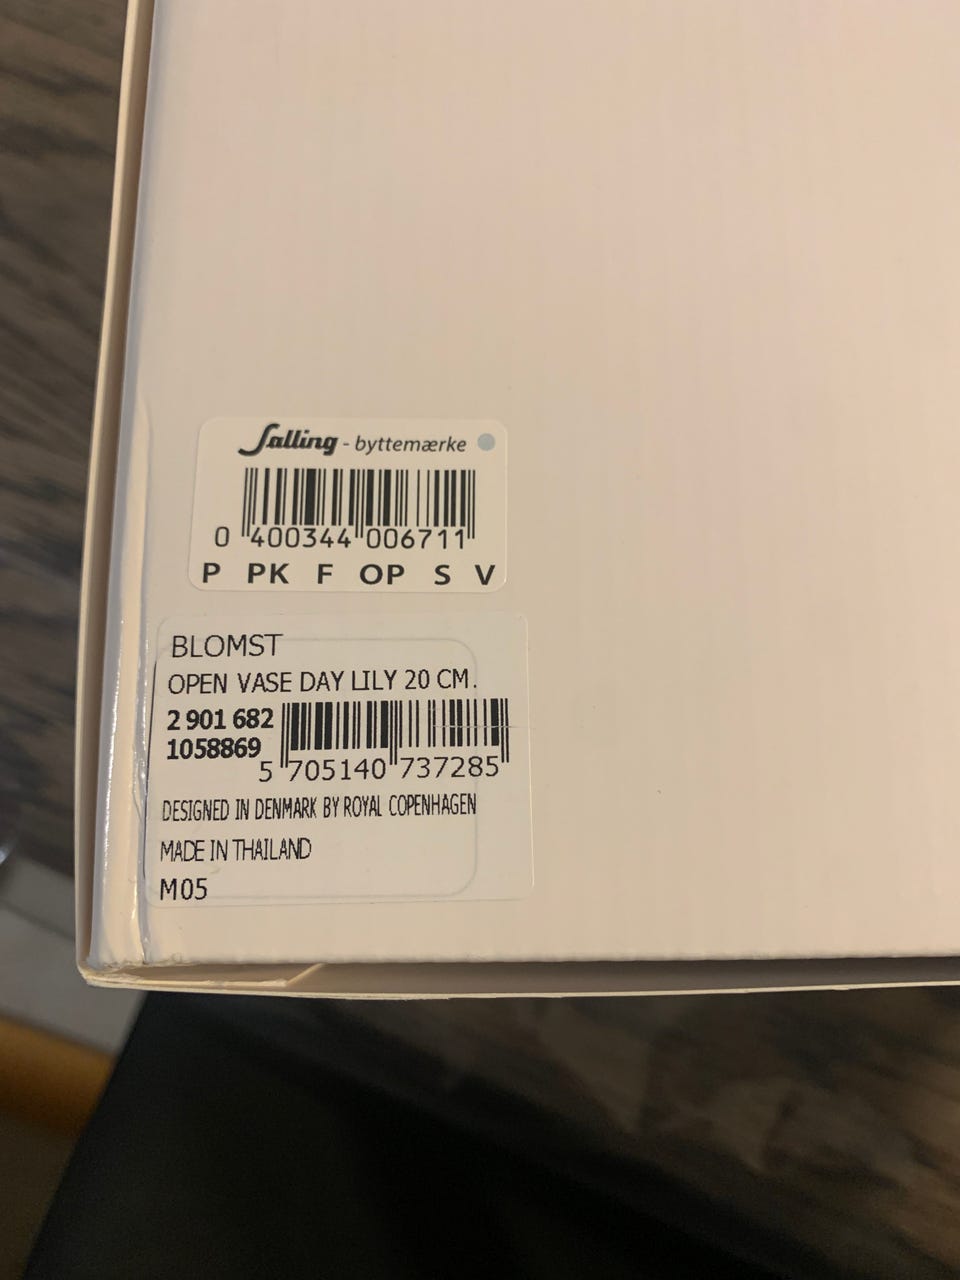 Salling - byttemærke
0 400344 006711
P PK F OP S V
BLOMST
OPEN VASE DAY LILY 20 CM.
2 901 682
1058869
5 705140 737285
DESIGNED IN DENMARK BY ROYAL COPENHAGEN
MADE IN THAILAND
M05